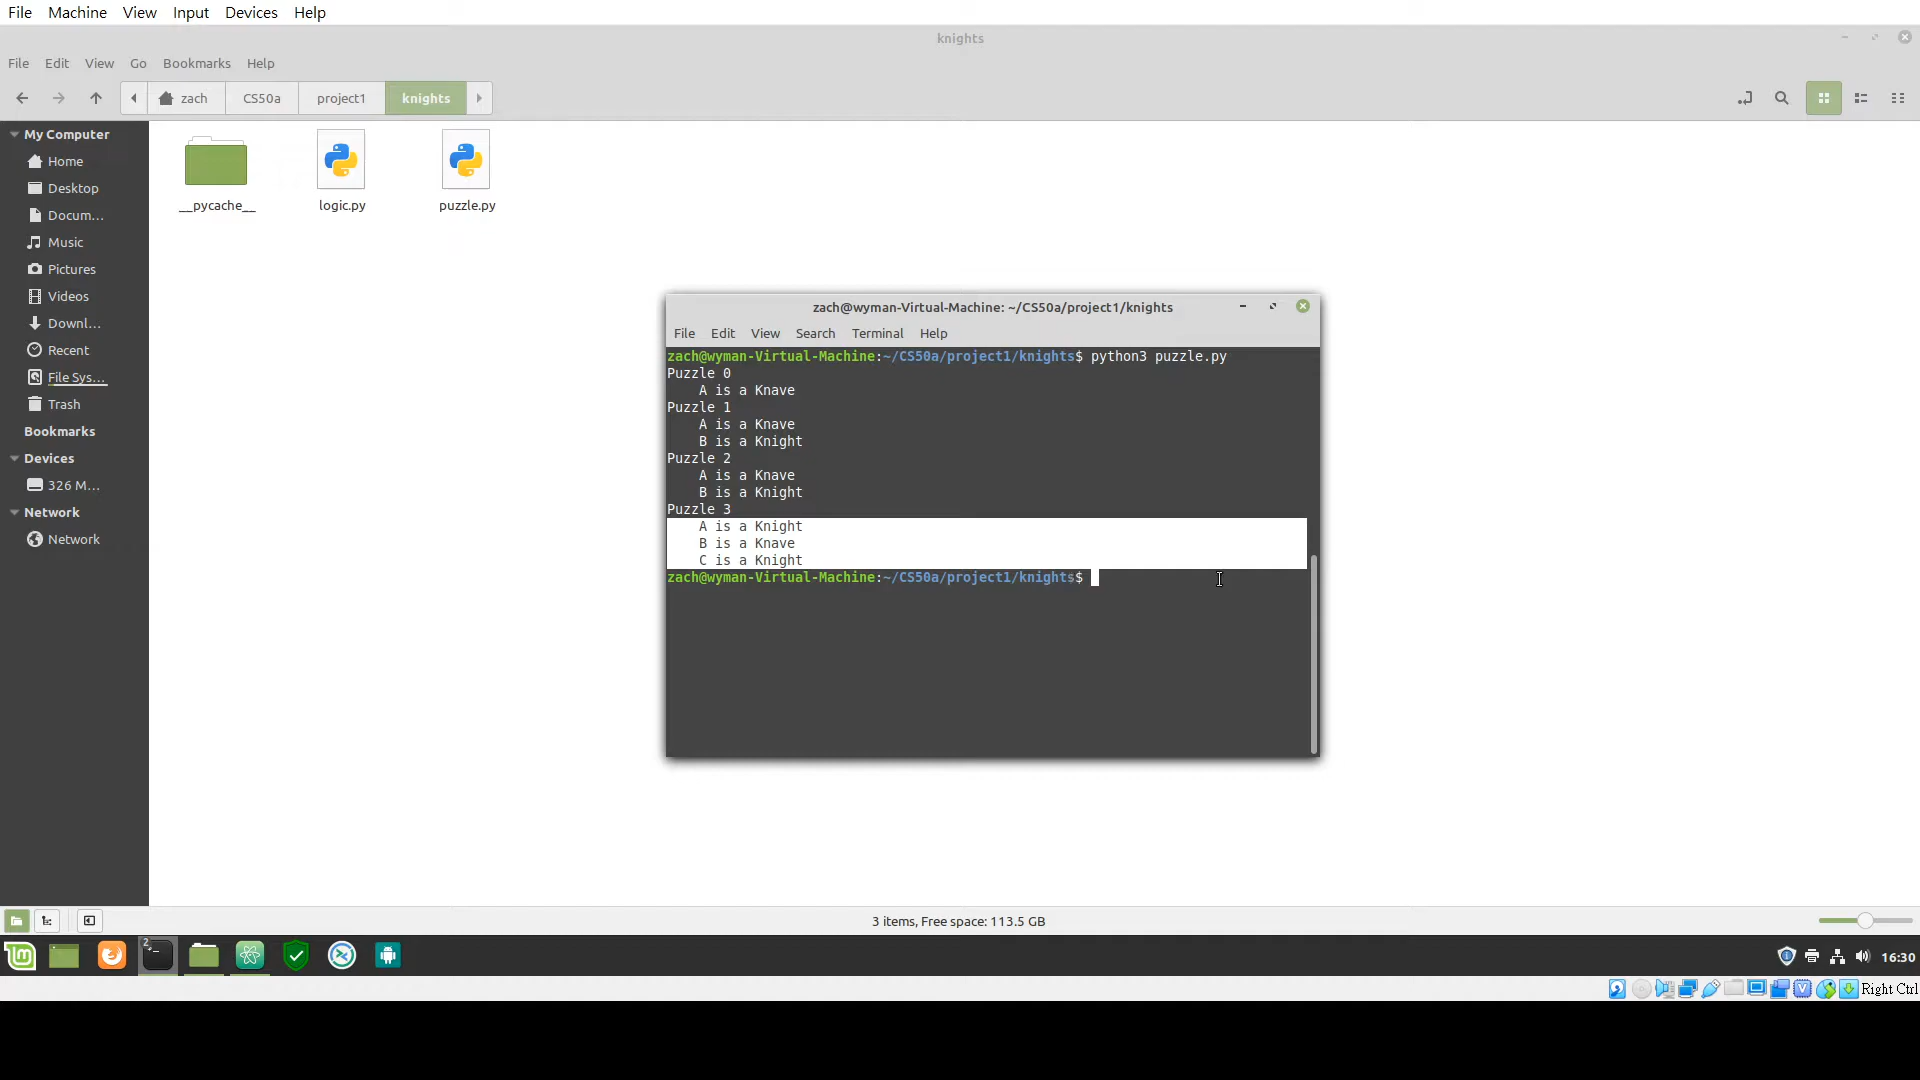 File Machine View Input Devices Help
knights
File Edit View Go Bookmarks Help
zach CS50a project1 knights
My Computer
Home
Desktop
Docum...
Music
Pictures
Videos
Downl...
Recent
File Sys...
Trash
Bookmarks
Devices
326 M...
Network
Network
__pycache__
logic.py
puzzle.py
zach@wyman-Virtual-Machine: ~/CS50a/project1/knights
File Edit View Search Terminal Help
zach@wyman-Virtual-Machine:~/CS50a/project1/knights$ python3 puzzle.py
Puzzle 0
A is a Knave
Puzzle 1
A is a Knave
B is a Knight
Puzzle 2
A is a Knave
B is a Knight
Puzzle 3
A is a Knight
B is a Knave
C is a Knight
zach@wyman-Virtual-Machine:~/CS50a/project1/knights$
3 items, Free space: 113.5 GB
2
16:30
Right Ctrl